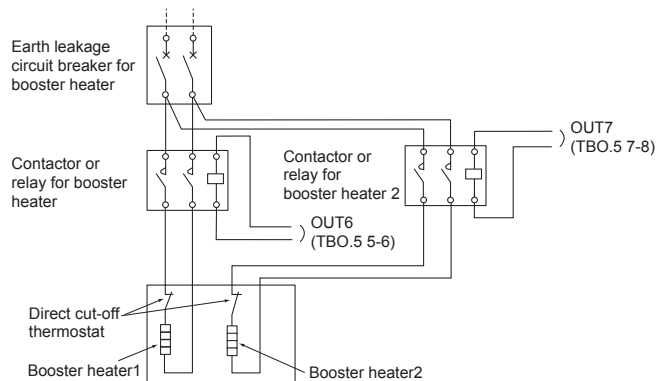 Earth leakage
circuit breaker for
booster heater
OUT7
(TBO.5 7-8)
Contactor or
relay for booster
heater
Contactor or
relay for
booster heater 2
OUT6
(TBO.5 5-6)
Direct cut-off
thermostat
Booster heater1
Booster heater2